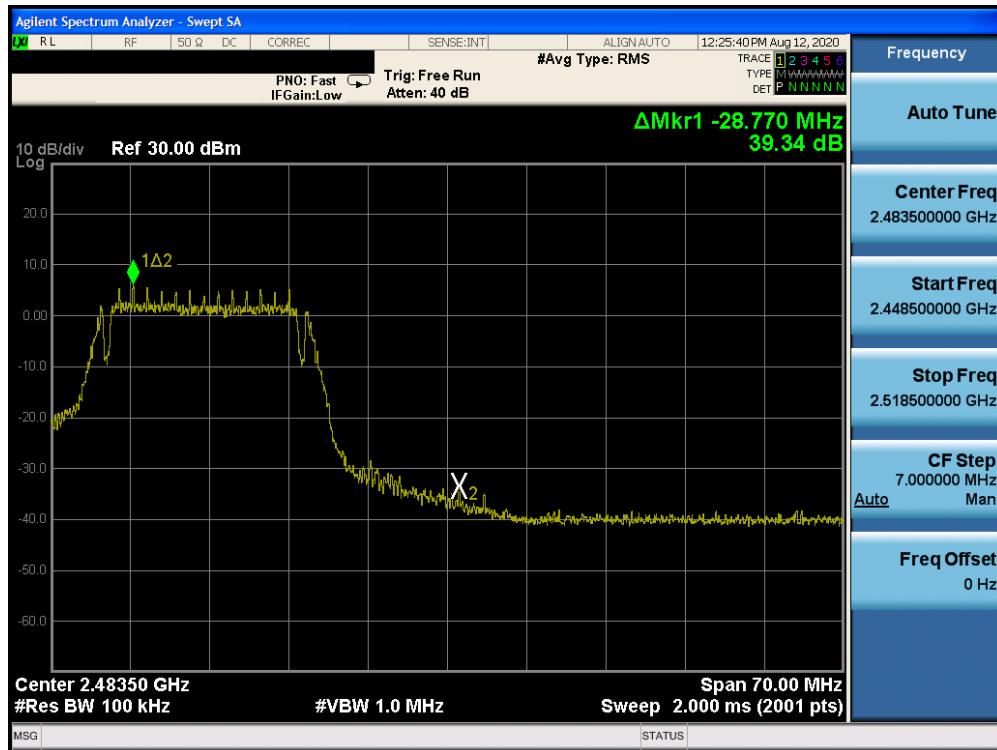 Agilent Spectrum Analyzer - Swept SA
LXI RL RF 50 Ω DC CORREC SENSE:INT ALIGN AUTO 12:25:40 PM Aug 12, 2020
#Avg Type: RMS
TRACE 1 2 3 4 5 6
PNO: Fast Trig: Free Run
TYPE M
IFGain:Low Atten: 40 dB
DET P N N N N N
ΔMkr1 -28.770 MHz
39.34 dB
10 dB/div Ref 30.00 dBm
Log
20.0
10.0
1Δ2
0.00
-10.0
-20.0
-30.0
X2
-40.0
-50.0
-60.0
Center 2.48350 GHz Span 70.00 MHz
#Res BW 100 kHz #VBW 1.0 MHz Sweep 2.000 ms (2001 pts)
MSG STATUS
Frequency
Auto Tune
Center Freq
2.483500000 GHz
Start Freq
2.448500000 GHz
Stop Freq
2.518500000 GHz
CF Step
7.000000 MHz
Auto Man
Freq Offset
0 Hz